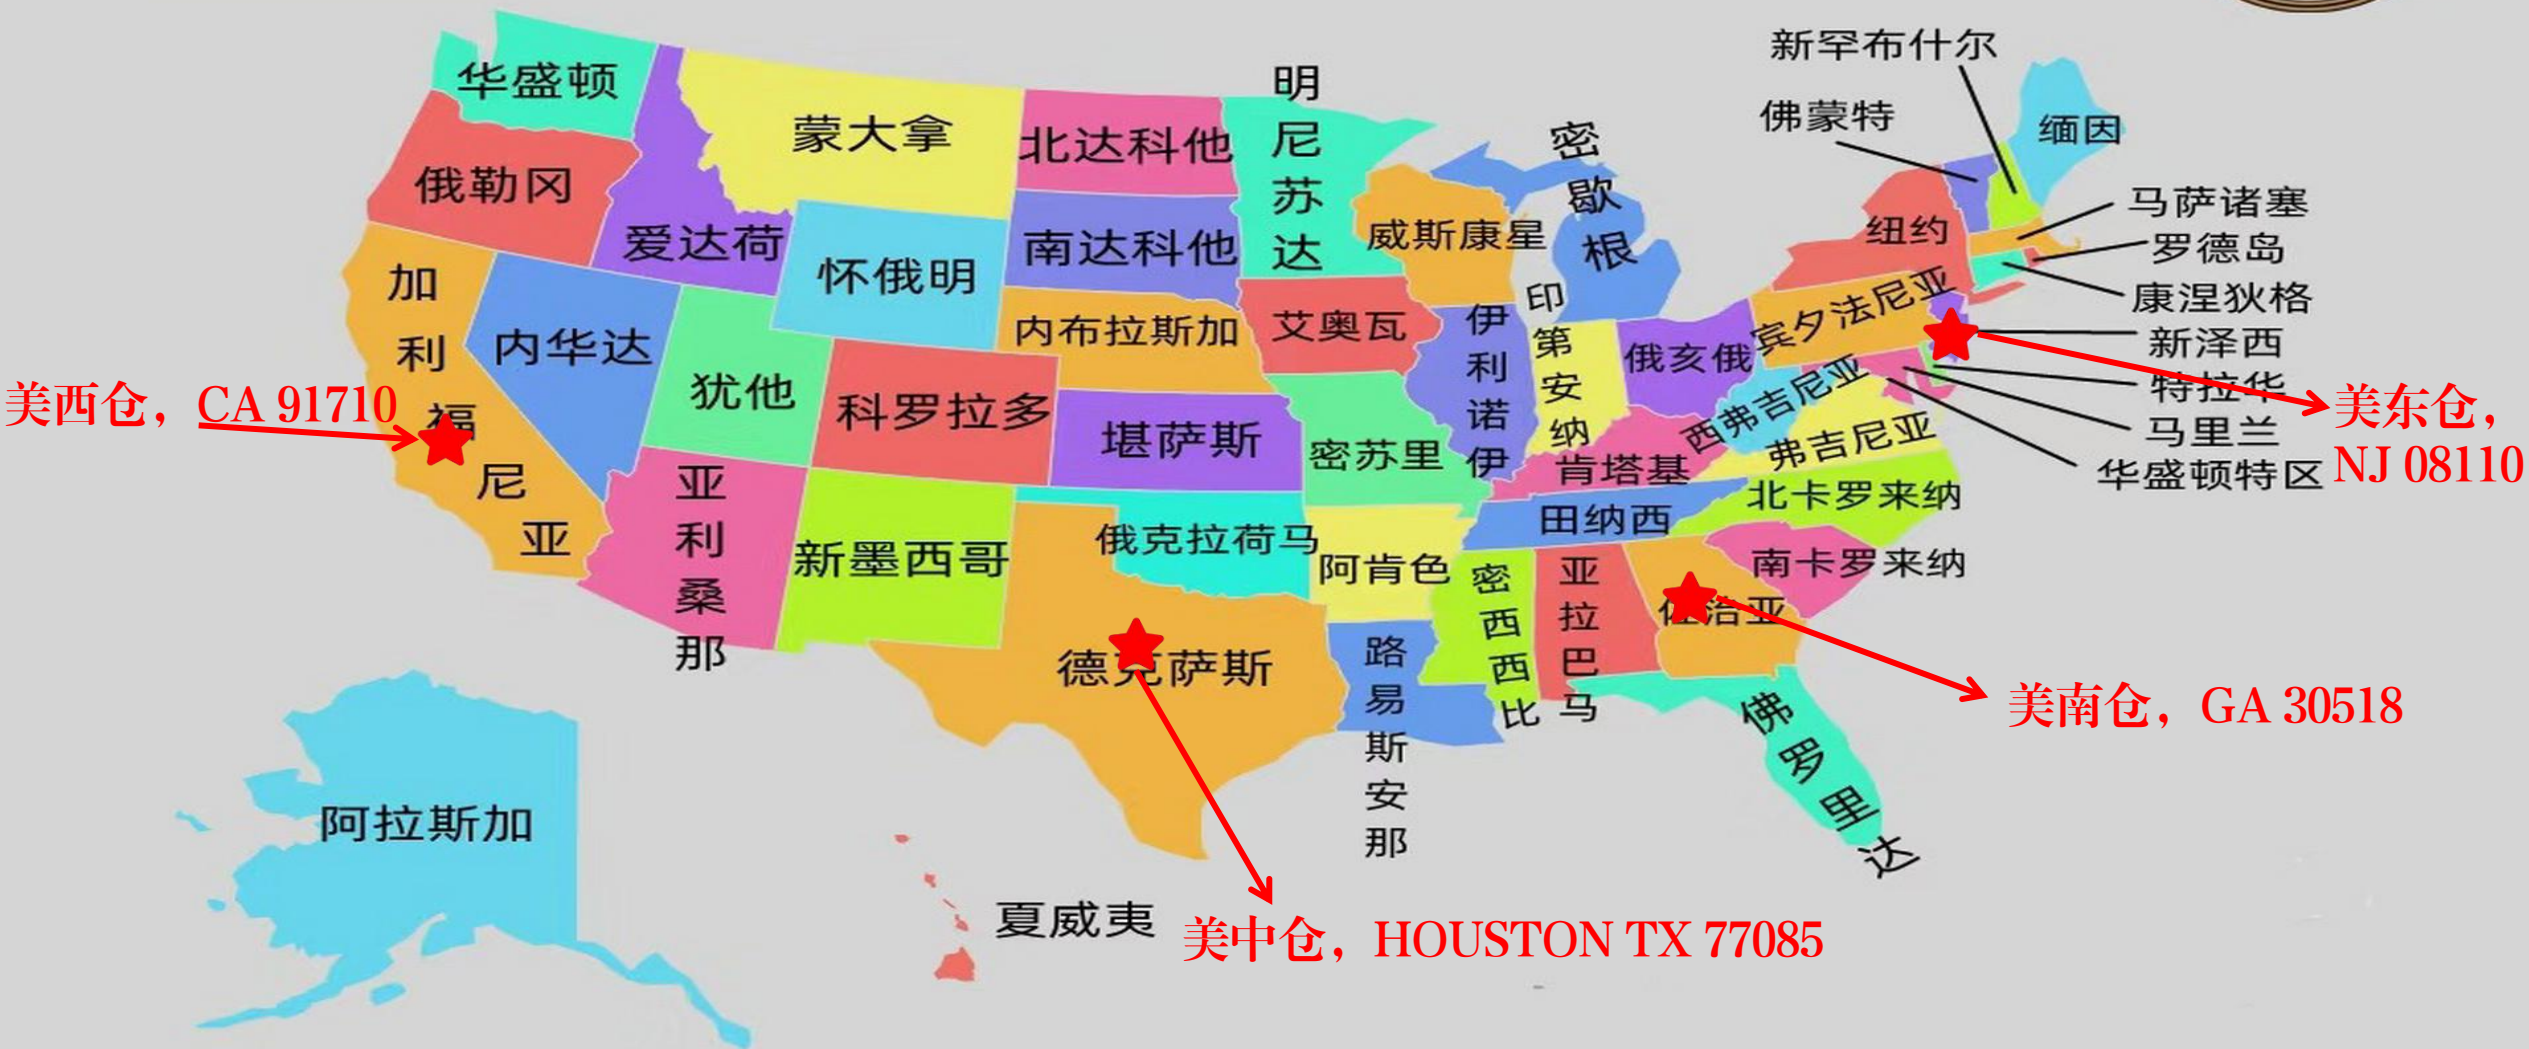 新罕布什尔
佛蒙特
缅因
华盛顿
蒙大拿
北达科他
明尼苏达
密歇根
俄勒冈
爱达荷
怀俄明
南达科他
威斯康星
纽约
马萨诸塞
罗德岛
康涅狄格
新泽西
特拉华
马里兰
华盛顿特区
加利福尼亚
内华达
犹他
科罗拉多
内布拉斯加
堪萨斯
艾奥瓦
密苏里
伊利诺伊
印第安纳
俄亥俄
宾夕法尼亚
西弗吉尼亚
弗吉尼亚
肯塔基
田纳西
北卡罗来纳
南卡罗来纳
亚利桑那
新墨西哥
俄克拉荷马
阿肯色
德克萨斯
路易斯安那
密西西比
亚拉巴马
佐治亚
佛罗里达
阿拉斯加
夏威夷
美西仓，CA 91710
美东仓，
NJ 08110
美南仓，GA 30518
美中仓，HOUSTON TX 77085